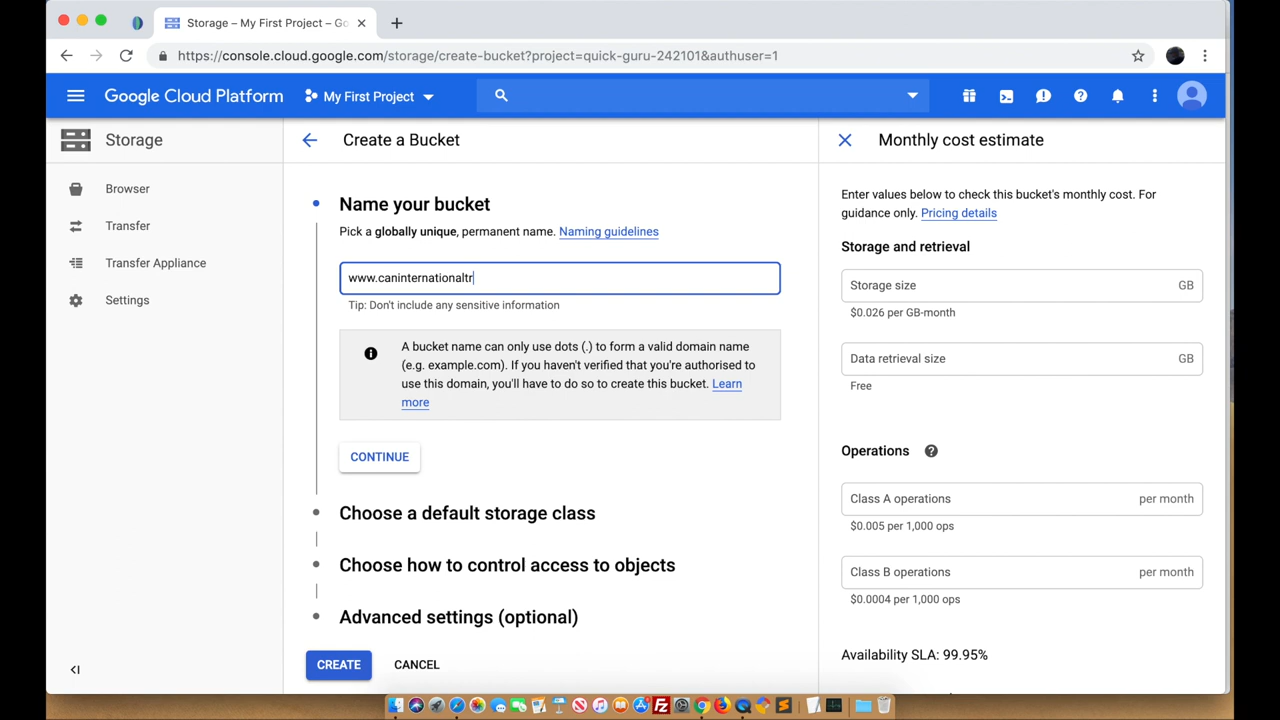 Storage – My First Project – Go
https://console.cloud.google.com/storage/create-bucket?project=quick-guru-242101&authuser=1
Google Cloud Platform
My First Project
Storage
Create a Bucket
Monthly cost estimate
Browser
Transfer
Transfer Appliance
Settings
Name your bucket
Pick a globally unique, permanent name. Naming guidelines
www.caninternationaltr
Tip: Don't include any sensitive information
A bucket name can only use dots (.) to form a valid domain name
(e.g. example.com). If you haven't verified that you're authorised to
use this domain, you'll have to do so to create this bucket. Learn
more
CONTINUE
Choose a default storage class
Choose how to control access to objects
Advanced settings (optional)
CREATE CANCEL
Enter values below to check this bucket's monthly cost. For
guidance only. Pricing details
Storage and retrieval
Storage size GB
$0.026 per GB-month
Data retrieval size GB
Free
Operations
Class A operations per month
$0.005 per 1,000 ops
Class B operations per month
$0.0004 per 1,000 ops
Availability SLA: 99.95%